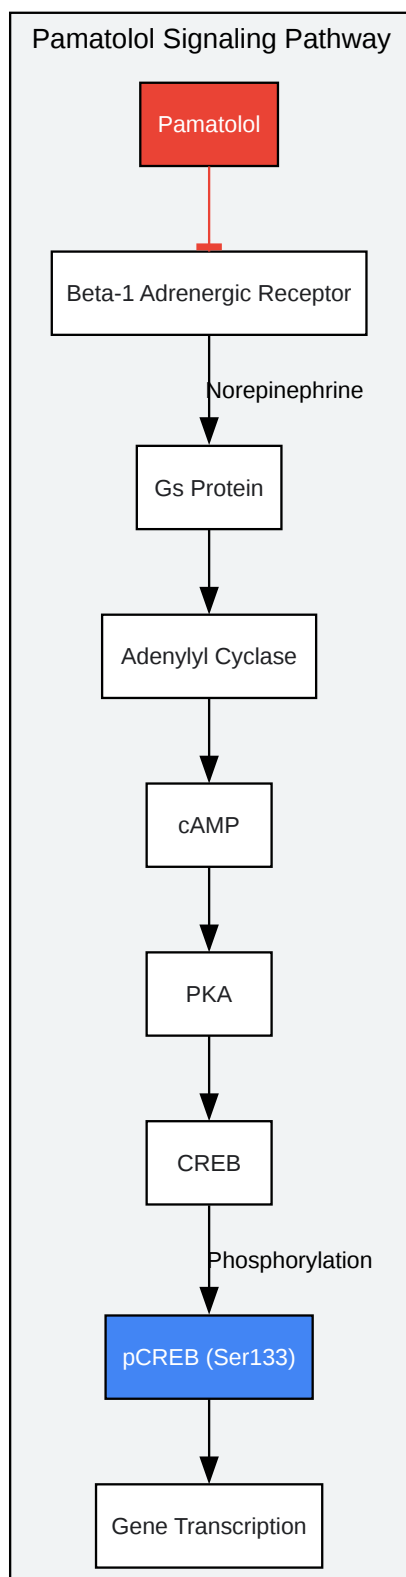 Pamatolol Signaling Pathway
Pamatolol
Beta-1 Adrenergic Receptor
Norepinephrine
Gs Protein
Adenylyl Cyclase
cAMP
PKA
CREB
Phosphorylation
pCREB (Ser133)
Gene Transcription